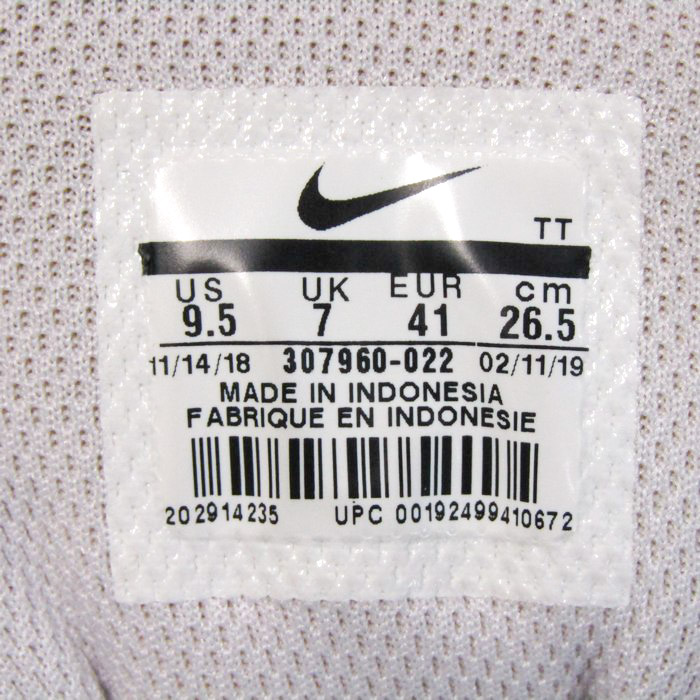 TT
US UK EUR cm
9.5 7 41 26.5
11/14/18 307960-022 02/11/19
MADE IN INDONESIA
FABRIQUE EN INDONESIE
202914235 UPC 00192499410672